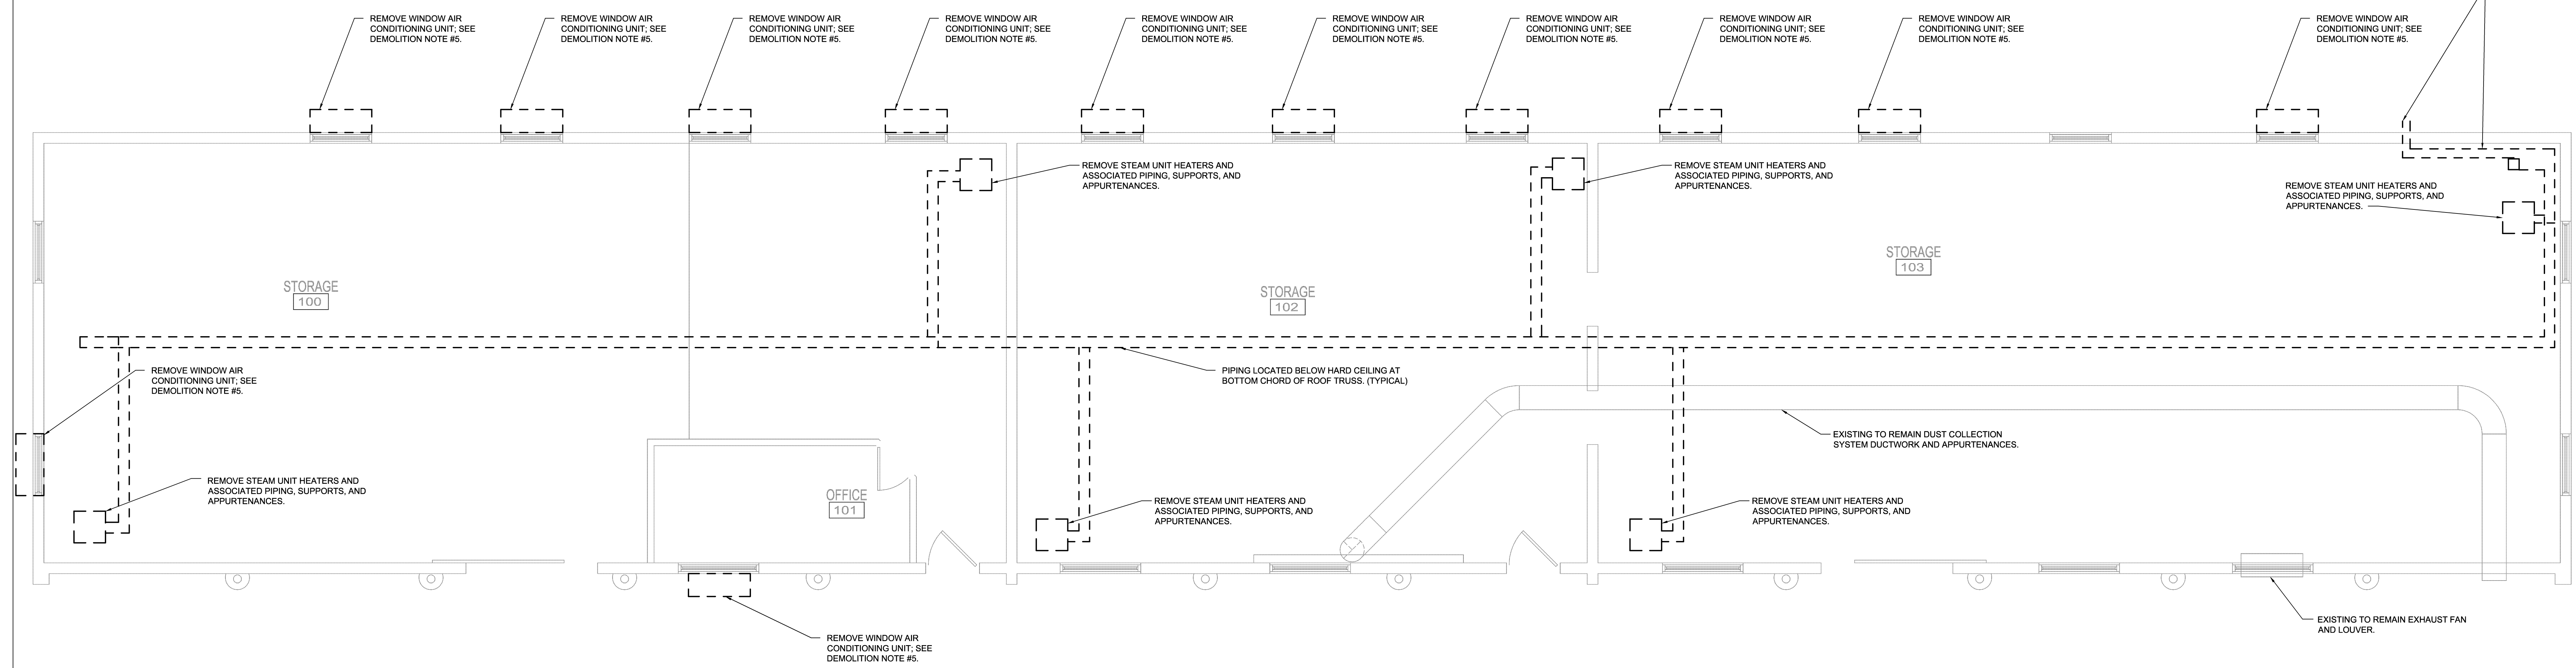 REMOVE WINDOW AIR
CONDITIONING UNIT; SEE
DEMOLITION NOTE #5.
REMOVE WINDOW AIR
CONDITIONING UNIT; SEE
DEMOLITION NOTE #5.
REMOVE WINDOW AIR
CONDITIONING UNIT; SEE
DEMOLITION NOTE #5.
REMOVE WINDOW AIR
CONDITIONING UNIT; SEE
DEMOLITION NOTE #5.
REMOVE WINDOW AIR
CONDITIONING UNIT; SEE
DEMOLITION NOTE #5.
REMOVE WINDOW AIR
CONDITIONING UNIT; SEE
DEMOLITION NOTE #5.
REMOVE WINDOW AIR
CONDITIONING UNIT; SEE
DEMOLITION NOTE #5.
REMOVE WINDOW AIR
CONDITIONING UNIT; SEE
DEMOLITION NOTE #5.
REMOVE WINDOW AIR
CONDITIONING UNIT; SEE
DEMOLITION NOTE #5.
REMOVE WINDOW AIR
CONDITIONING UNIT; SEE
DEMOLITION NOTE #5.
REMOVE STEAM UNIT HEATERS AND
ASSOCIATED PIPING, SUPPORTS, AND
APPURTENANCES.
REMOVE STEAM UNIT HEATERS AND
ASSOCIATED PIPING, SUPPORTS, AND
APPURTENANCES.
REMOVE STEAM UNIT HEATERS AND
ASSOCIATED PIPING, SUPPORTS, AND
APPURTENANCES.
STORAGE
100
STORAGE
102
STORAGE
103
REMOVE WINDOW AIR
CONDITIONING UNIT; SEE
DEMOLITION NOTE #5.
PIPING LOCATED BELOW HARD CEILING AT
BOTTOM CHORD OF ROOF TRUSS. (TYPICAL)
EXISTING TO REMAIN DUST COLLECTION
SYSTEM DUCTWORK AND APPURTENANCES.
REMOVE STEAM UNIT HEATERS AND
ASSOCIATED PIPING, SUPPORTS, AND
APPURTENANCES.
OFFICE
101
REMOVE STEAM UNIT HEATERS AND
ASSOCIATED PIPING, SUPPORTS, AND
APPURTENANCES.
REMOVE STEAM UNIT HEATERS AND
ASSOCIATED PIPING, SUPPORTS, AND
APPURTENANCES.
REMOVE WINDOW AIR
CONDITIONING UNIT; SEE
DEMOLITION NOTE #5.
EXISTING TO REMAIN EXHAUST FAN
AND LOUVER.